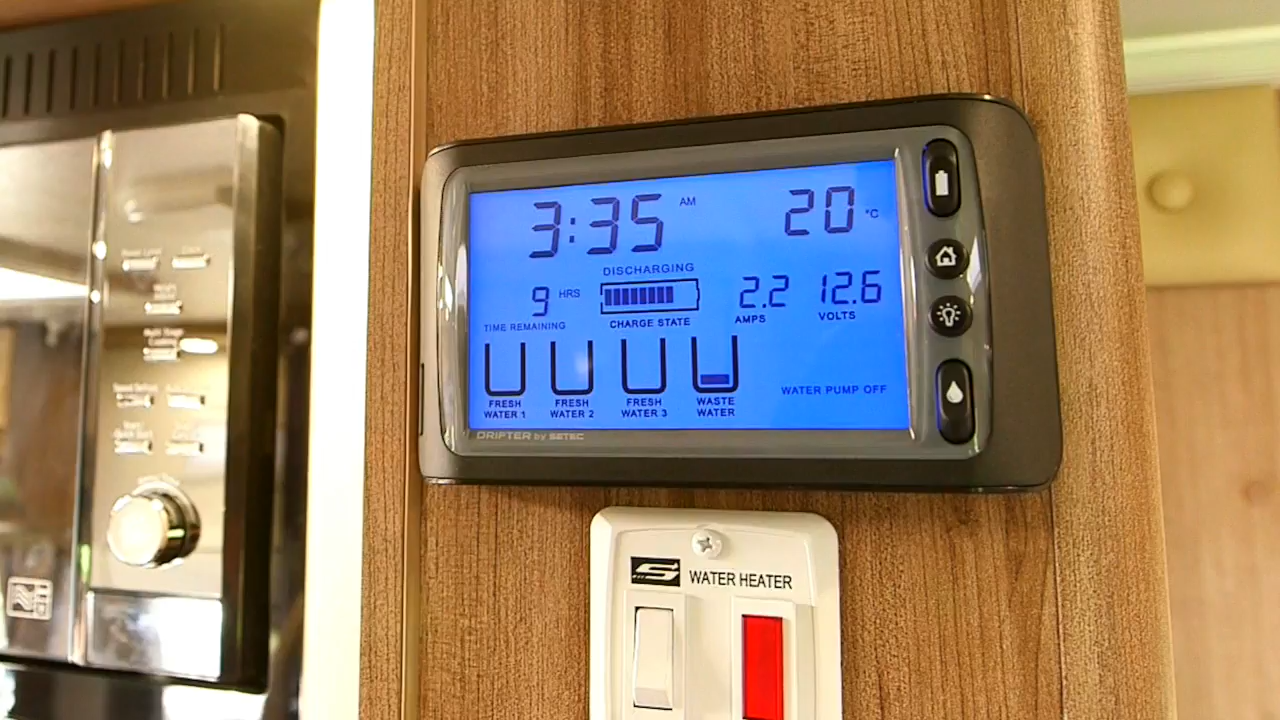 3:35 AM 20 °C
DISCHARGING
9 HRS 2.2 12.6
TIME REMAINING CHARGE STATE AMPS VOLTS
FRESH WATER 1
FRESH WATER 2
FRESH WATER 3
WASTE WATER
WATER PUMP OFF
DRIFTER by SETEC
S WATER HEATER